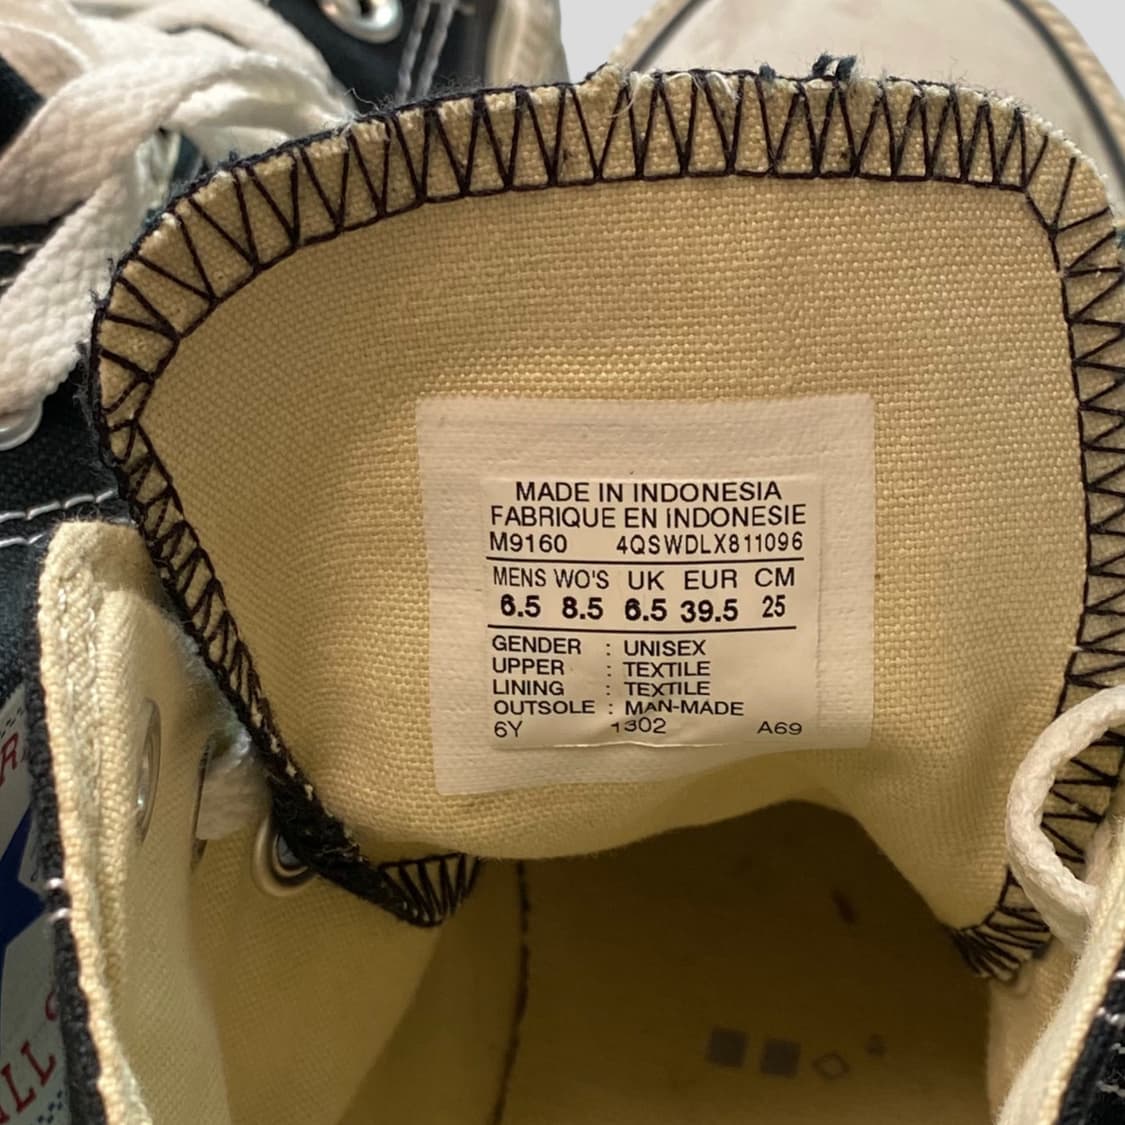 MADE IN INDONESIA
FABRIQUE EN INDONESIE
M9160 4QSWDLX811096
MENS WO'S UK EUR CM
6.5 8.5 6.5 39.5 25
GENDER : UNISEX
UPPER : TEXTILE
LINING : TEXTILE
OUTSOLE : MAN-MADE
6Y 1302 A69